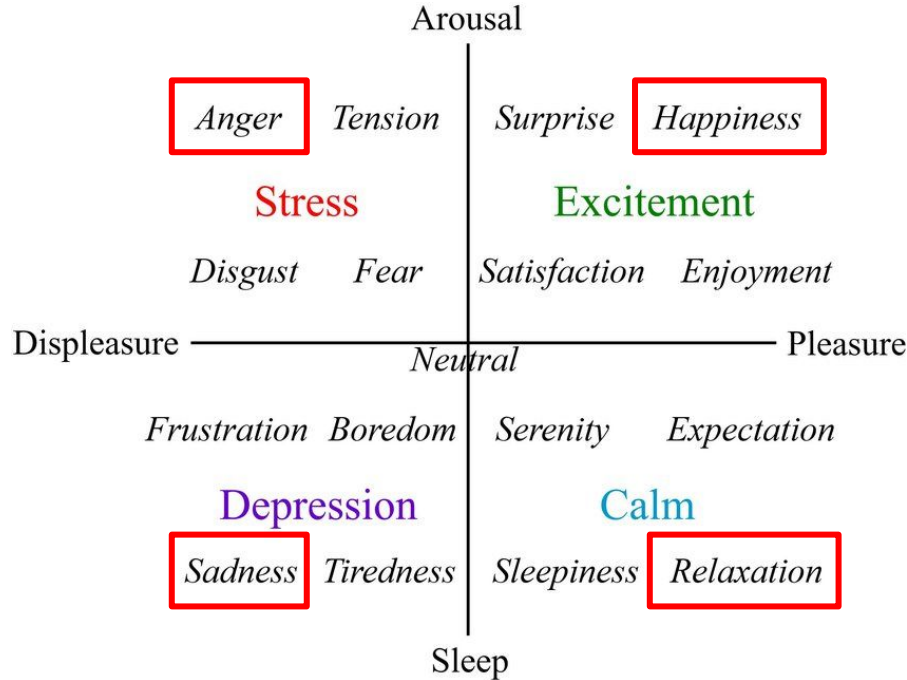 Arousal
Anger Tension Surprise Happiness
Stress Excitement
Disgust Fear Satisfaction Enjoyment
Displeasure Pleasure
Neutral
Frustration Boredom Serenity Expectation
Depression Calm
Sadness Tiredness Sleepiness Relaxation
Sleep